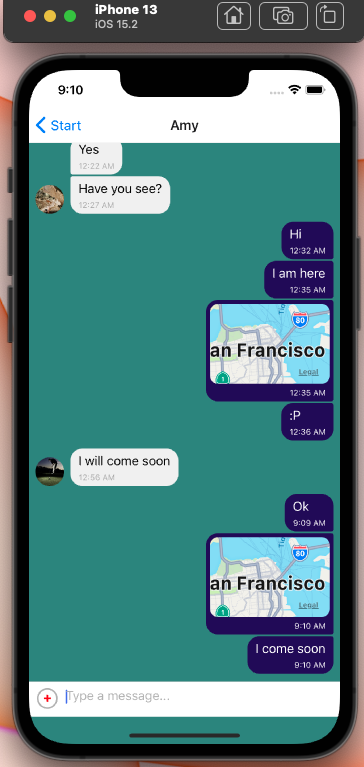 iPhone 13
iOS 15.2
9:10
Start
Amy
Yes
12:22 AM
Have you see?
12:27 AM
Hi
12:32 AM
I am here
12:35 AM
80
an Francisco
Legal
1
12:35 AM
:P
12:36 AM
I will come soon
12:56 AM
Ok
9:09 AM
80
an Francisco
Legal
1
9:10 AM
I come soon
9:10 AM
Type a message...